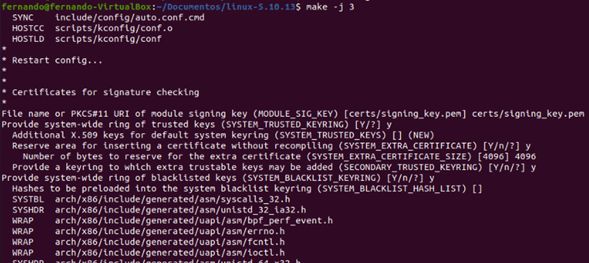 fernando@fernando-VirtualBox:~/Documentos/linux-5.10.13$ make -j 3
SYNC include/config/auto.conf.cmd
HOSTCC scripts/kconfig/conf.o
HOSTLD scripts/kconfig/conf
*
* Restart config...
*
*
* Certificates for signature checking
*
File name or PKCS#11 URI of module signing key (MODULE_SIG_KEY) [certs/signing_key.pem] certs/signing_key.pem
Provide system-wide ring of trusted keys (SYSTEM_TRUSTED_KEYRING) [Y/?] y
Additional X.509 keys for default system keyring (SYSTEM_TRUSTED_KEYS) [] (NEW)
Reserve area for inserting a certificate without recompiling (SYSTEM_EXTRA_CERTIFICATE) [Y/n/?] y
Number of bytes to reserve for the extra certificate (SYSTEM_EXTRA_CERTIFICATE_SIZE) [4096] 4096
Provide a keyring to which extra trustable keys may be added (SECONDARY_TRUSTED_KEYRING) [Y/n/?] y
Provide system-wide ring of blacklisted keys (SYSTEM_BLACKLIST_KEYRING) [Y/n/?] y
Hashes to be preloaded into the system blacklist keyring (SYSTEM_BLACKLIST_HASH_LIST) []
SYSTBL arch/x86/include/generated/asm/syscalls_32.h
SYSHDR arch/x86/include/generated/asm/unistd_32_ia32.h
WRAP arch/x86/include/generated/uapi/asm/bpf_perf_event.h
WRAP arch/x86/include/generated/uapi/asm/errno.h
WRAP arch/x86/include/generated/uapi/asm/fcntl.h
WRAP arch/x86/include/generated/uapi/asm/ioctl.h
SYSHDR arch/x86/include/generated/asm/unistd_64_x32.h